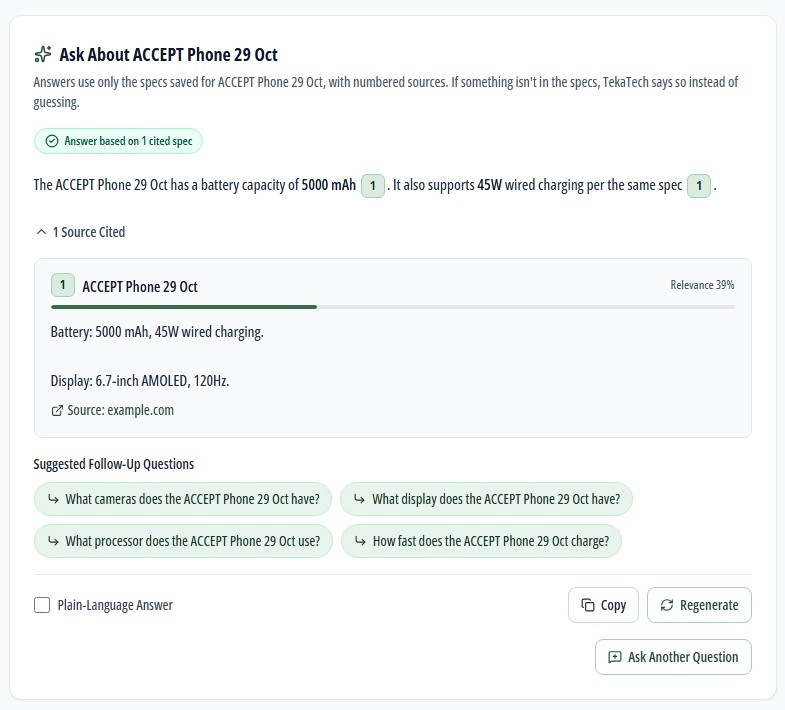 Ask About ACCEPT Phone 29 Oct
Answers use only the specs saved for ACCEPT Phone 29 Oct, with numbered sources. If something isn't in the specs, TekaTech says so instead of
guessing.
Answer based on 1 cited spec
The ACCEPT Phone 29 Oct has a battery capacity of 5000 mAh 1 . It also supports 45W wired charging per the same spec 1 .
1 Source Cited
1 ACCEPT Phone 29 Oct Relevance 39%
Battery: 5000 mAh, 45W wired charging.
Display: 6.7-inch AMOLED, 120Hz.
Source: example.com
Suggested Follow-Up Questions
What cameras does the ACCEPT Phone 29 Oct have? What display does the ACCEPT Phone 29 Oct have?
What processor does the ACCEPT Phone 29 Oct use? How fast does the ACCEPT Phone 29 Oct charge?
Plain-Language Answer Copy Regenerate
Ask Another Question